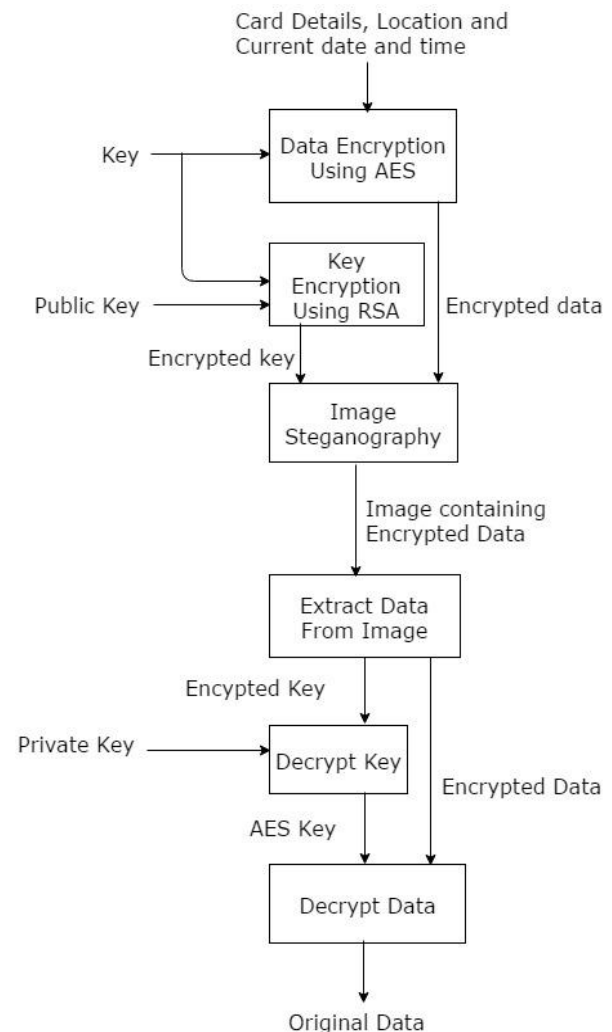 Card Details, Location and
Current date and time
Key
Data Encryption
Using AES
Key
Encryption
Using RSA
Public Key
Encrypted data
Encrypted key
Image
Steganography
Image containing
Encrypted Data
Extract Data
From Image
Encypted Key
Private Key
Decrypt Key
Encrypted Data
AES Key
Decrypt Data
Original Data